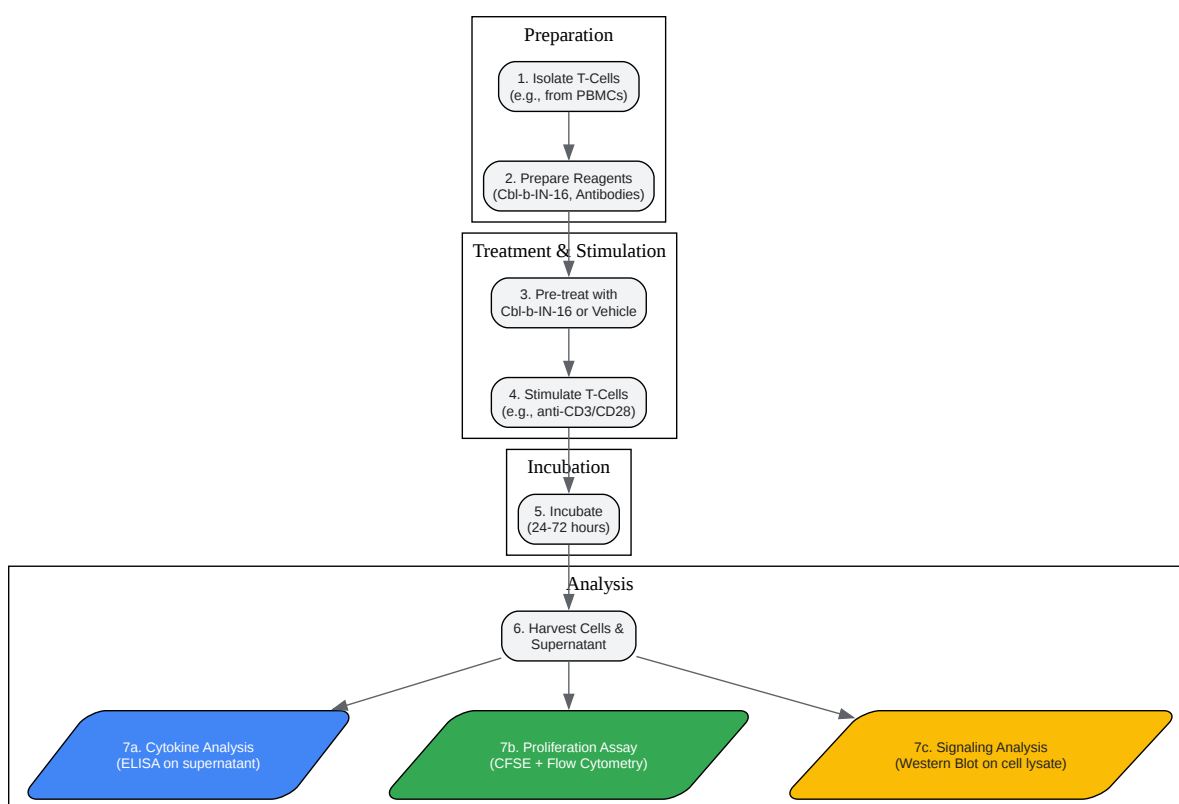 Preparation
1. Isolate T-Cells
(e.g., from PBMCs)
2. Prepare Reagents
(Cbl-b-IN-16, Antibodies)
Treatment & Stimulation
3. Pre-treat with
Cbl-b-IN-16 or Vehicle
4. Stimulate T-Cells
(e.g., anti-CD3/CD28)
Incubation
5. Incubate
(24-72 hours)
Analysis
6. Harvest Cells &
Supernatant
7a. Cytokine Analysis
(ELISA on supernatant)
7b. Proliferation Assay
(CFSE + Flow Cytometry)
7c. Signaling Analysis
(Western Blot on cell lysate)